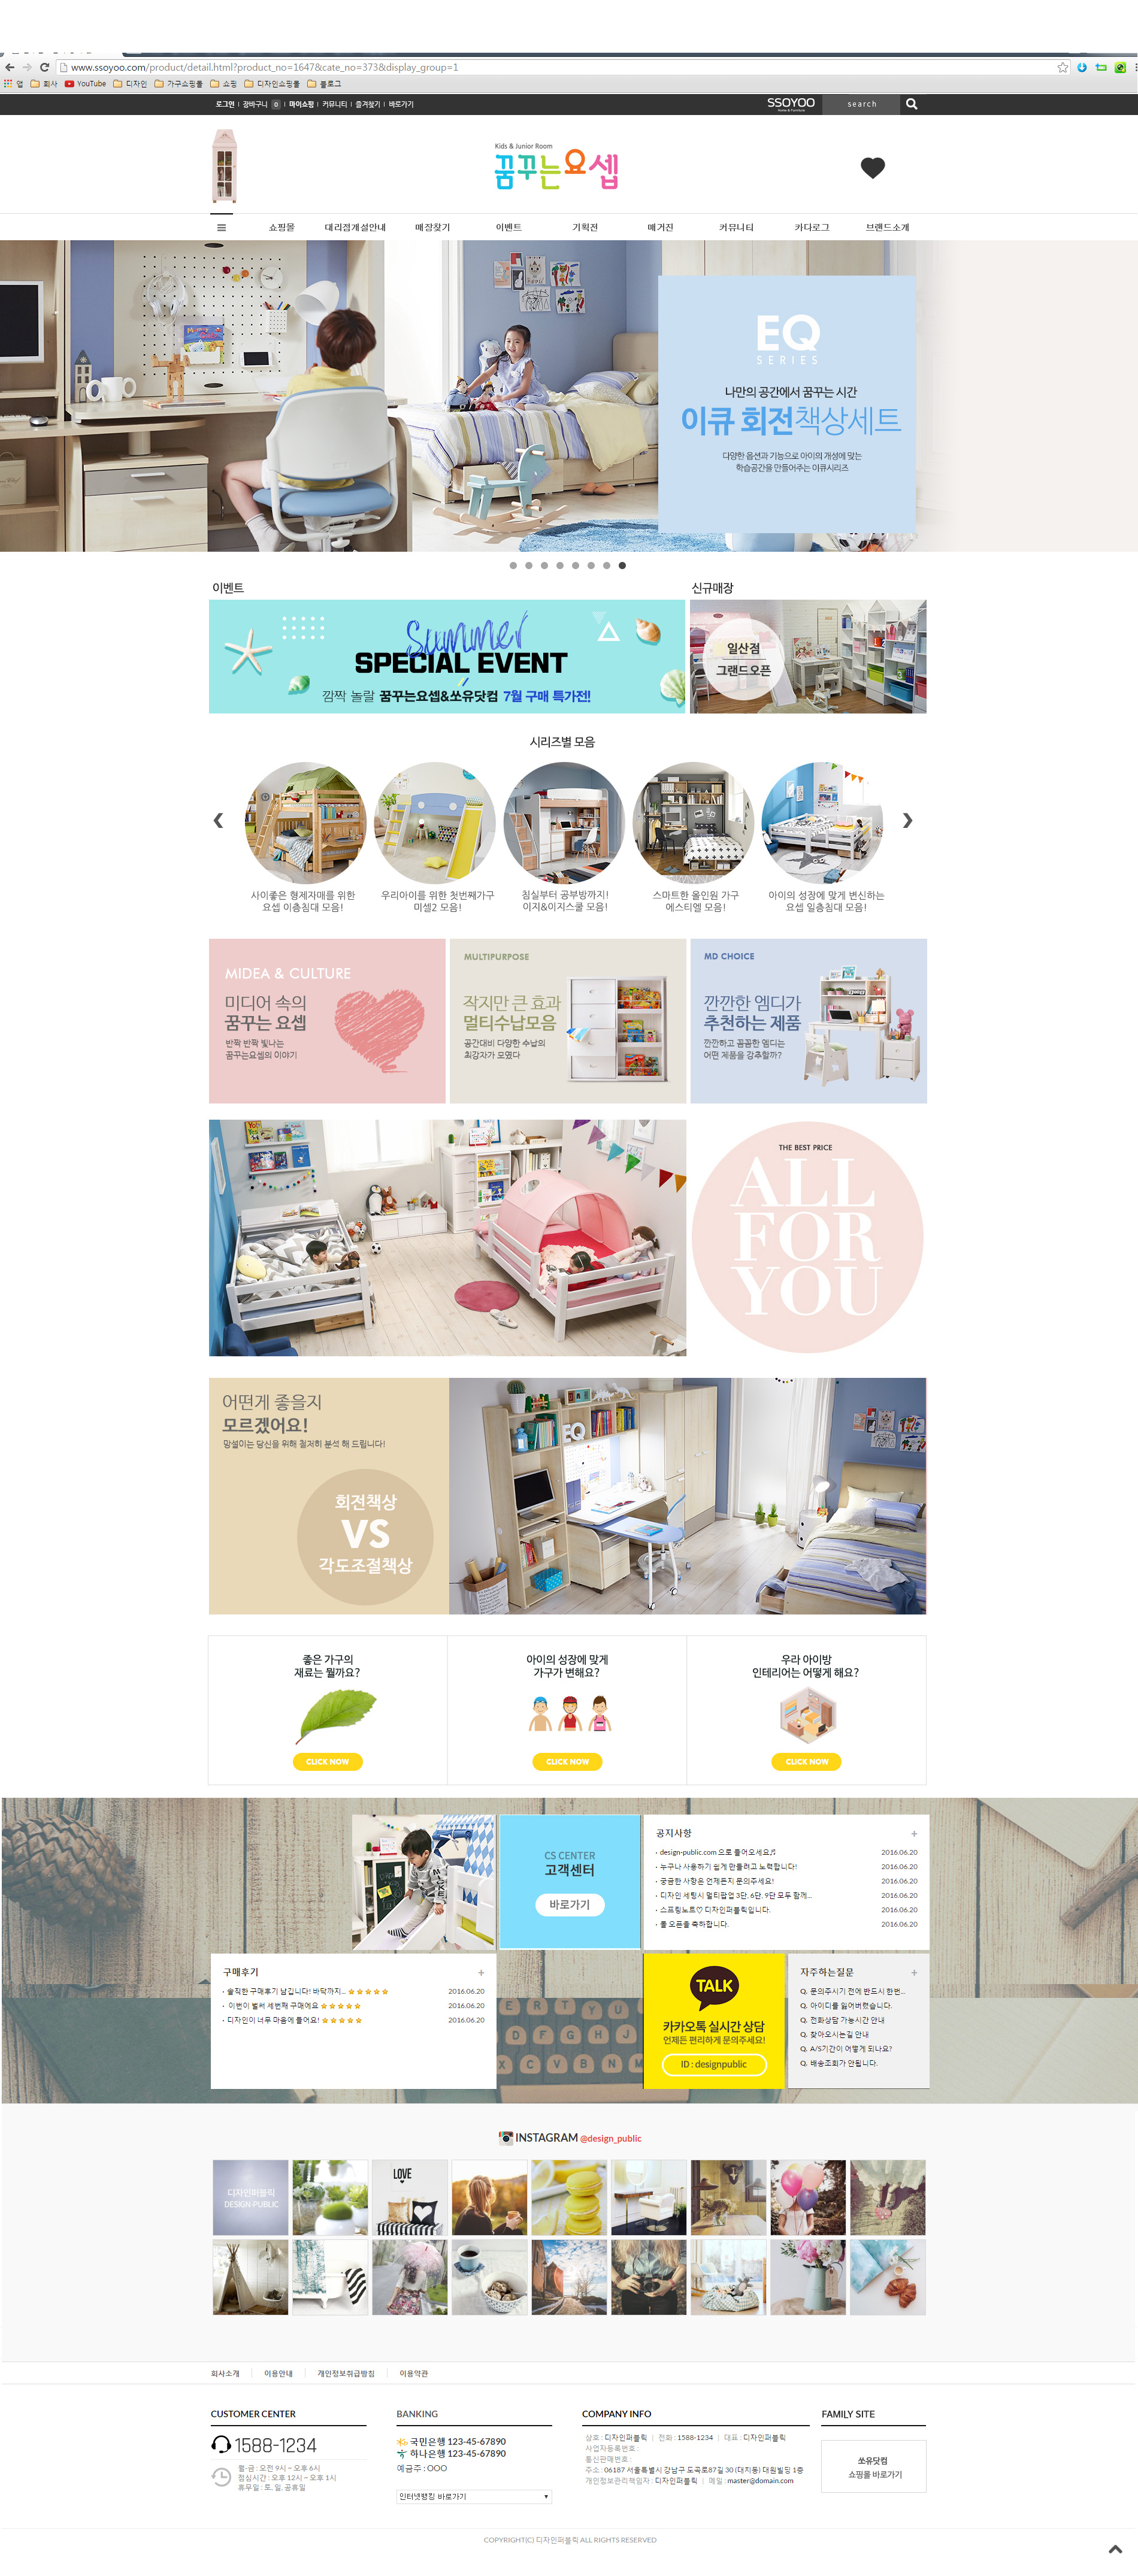 www.ssoyoo.com/product/detail.html?product_no=1647&cate_no=373&display_group=1
앱 회사 YouTube 디자인 가구쇼핑몰 쇼핑 디자인쇼핑몰 블로그
로그인 | 장바구니 0 | 마이쇼핑 | 커뮤니티 | 즐겨찾기 | 바로가기
SSOYOO
search
Kids & Junior Room
꿈꾸는요셉
쇼핑몰 대리점개설안내 매장찾기 이벤트 기획전 매거진 커뮤니티 카다로그 브랜드소개
EQ
SERIES
나만의 공간에서 꿈꾸는 시간
이큐 회전책상세트
다양한 옵션과 기능으로 아이의 개성에 맞는
학습공간을 만들어주는 이큐시리즈
이벤트
신규매장
Summer
SPECIAL EVENT
깜짝 놀랄 꿈꾸는요셉&쏘유닷컴 7월 구매 특가전!
일산점
그랜드오픈
시리즈별 모음
사이좋은 형제자매를 위한
요셉 이층침대 모음!
우리아이를 위한 첫번째가구
미셀2 모음!
침실부터 공부방까지!
이지&이지스쿨 모음!
스마트한 올인원 가구
에스티엘 모음!
아이의 성장에 맞게 변신하는
요셉 일층침대 모음!
MIDEA & CULTURE
미디어 속의
꿈꾸는 요셉
반짝 반짝 빛나는
꿈꾸는요셉의 이야기
MULTIPURPOSE
작지만 큰 효과
멀티수납모음
공간대비 다양한 수납의
최강자가 모였다
MD CHOICE
깐깐한 엠디가
추천하는 제품
깐깐하고 꼼꼼한 엠디는
어떤 제품을 강추할까?
THE BEST PRICE
ALL
FOR
YOU
어떤게 좋을지
모르겠어요!
망설이는 당신을 위해 철저히 분석 해 드립니다!
회전책상
VS
각도조절책상
EQ
좋은 가구의
재료는 뭘까요?
CLICK NOW
아이의 성장에 맞게
가구가 변해요?
CLICK NOW
우라 아이방
인테리어는 어떻게 해요?
CLICK NOW
CS CENTER
고객센터
바로가기
공지사항 +
design-public.com 으로 들어오세요♬ 2016.06.20
누구나 사용하기 쉽게 만들려고 노력합니다! 2016.06.20
궁금한 사항은 언제든지 문의주세요! 2016.06.20
디자인 세팅시 멀티팝업 3단, 6단, 9단 모두 함께... 2016.06.20
스프링노트♡ 디자인퍼블릭입니다. 2016.06.20
몰 오픈을 축하합니다. 2016.06.20
구매후기 +
솔직한 구매후기 남깁니다! 바닥까지... ★★★★★ 2016.06.20
이번이 벌써 세번째 구매에요 ★★★★★ 2016.06.20
디자인이 너무 마음에 들어요! ★★★★★ 2016.06.20
TALK
카카오톡 실시간 상담
언제든 편리하게 문의주세요!
ID : designpublic
자주하는질문 +
Q. 문의주시기 전에 반드시 한번...
Q. 아이디를 잃어버렸습니다.
Q. 전화상담 가능시간 안내
Q. 찾아오시는길 안내
Q. A/S기간이 어떻게 되나요?
Q. 배송조회가 안됩니다.
INSTAGRAM @design_public
디자인퍼블릭
DESIGN-PUBLIC
LOVE
회사소개 이용안내 개인정보취급방침 이용약관
CUSTOMER CENTER
1588-1234
월-금 : 오전 9시 ~ 오후 6시
점심시간 : 오후 12시 ~ 오후 1시
휴무일 : 토, 일, 공휴일
BANKING
국민은행 123-45-67890
하나은행 123-45-67890
예금주 : OOO
인터넷뱅킹 바로가기
COMPANY INFO
상호 : 디자인퍼블릭 | 전화 : 1588-1234 | 대표 : 디자인퍼블릭
사업자등록번호 :
통신판매번호 :
주소 : 06187 서울특별시 강남구 도곡로87길 30 (대치동) 대원빌딩 1층
개인정보관리책임자 : 디자인퍼블릭 | 메일 : master@domain.com
FAMILY SITE
쏘유닷컴
쇼핑몰 바로가기
COPYRIGHT(C) 디자인퍼블릭 ALL RIGHTS RESERVED